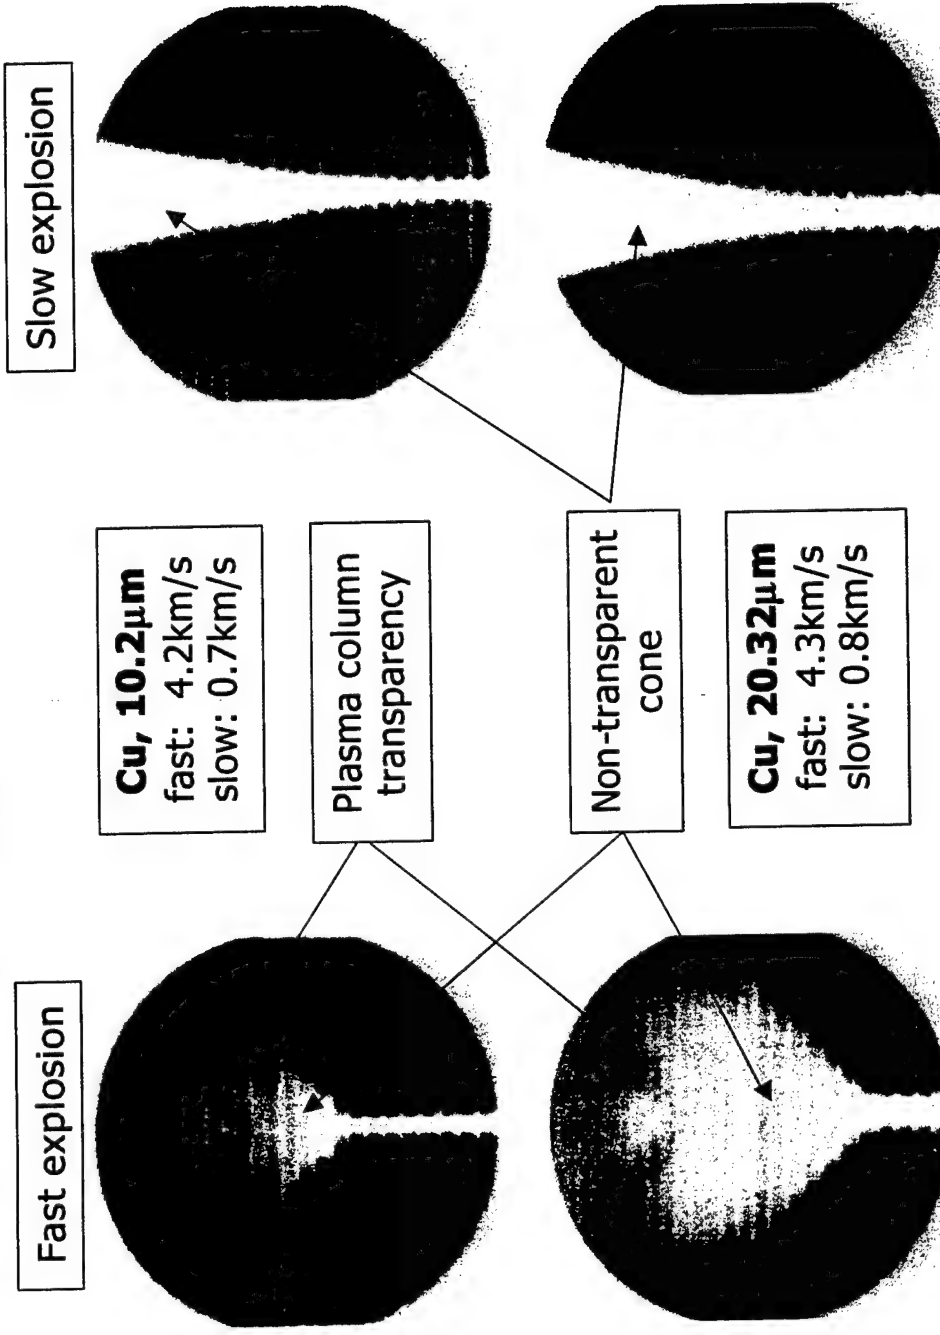 Fast explosion
Slow explosion
Cu, 10.2μm
fast: 4.2km/s
slow: 0.7km/s
Plasma column
transparency
Non-transparent
cone
Cu, 20.32μm
fast: 4.3km/s
slow: 0.8km/s